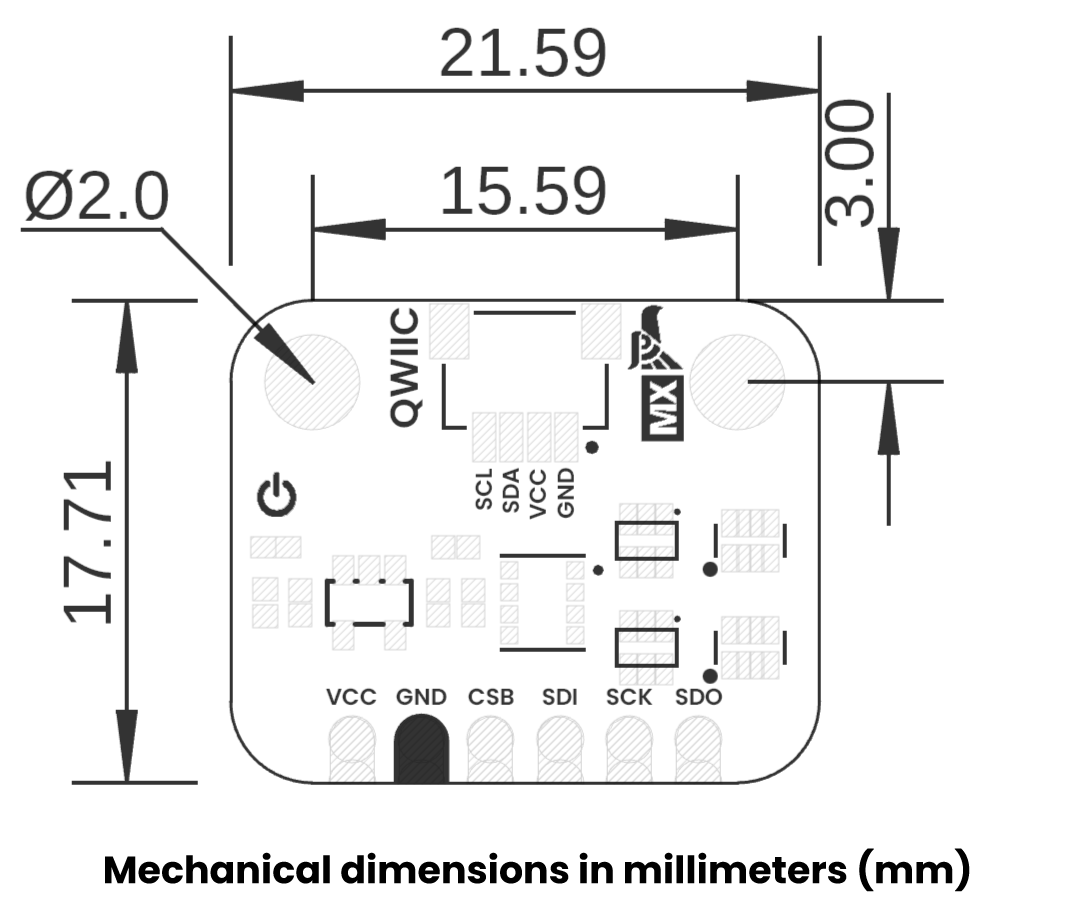 21.59
15.59
3.00
Ø2.0
17.71
QWIIC
MX
SCL
SDA
VCC
GND
VCC GND CSB SDI SCK SDO
Mechanical dimensions in millimeters (mm)